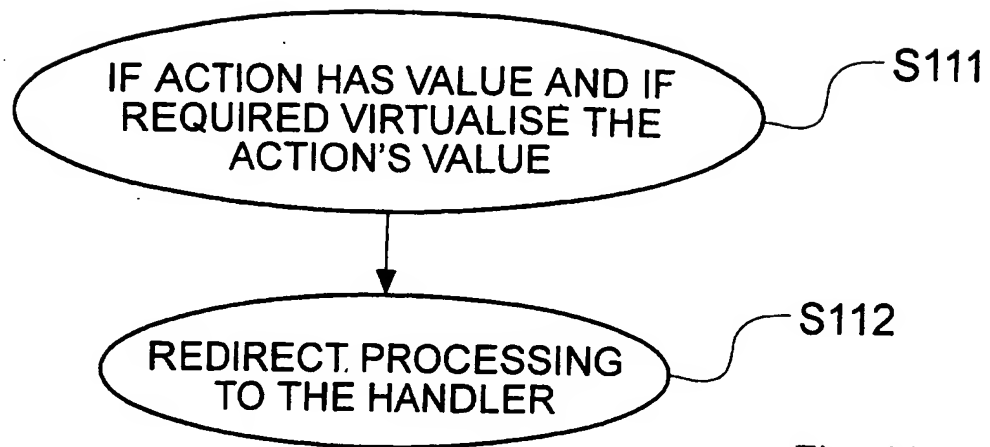 IF ACTION HAS VALUE AND IF
REQUIRED VIRTUALISE THE
ACTION'S VALUE
S111
S112
REDIRECT. PROCESSING
TO THE HANDLER